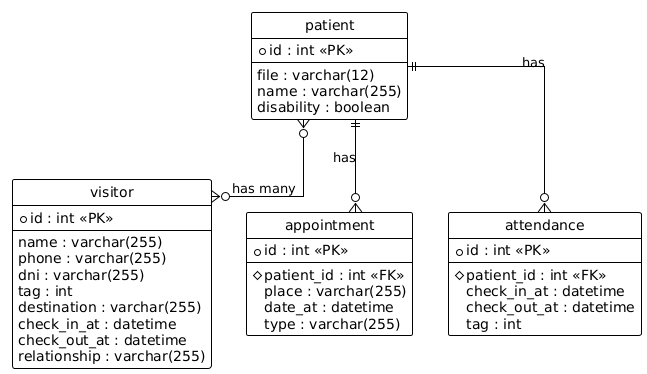 patient
id : int «PK»
file : varchar(12)
name : varchar(255)
disability : boolean
has
has
has many
visitor
id : int «PK»
name : varchar(255)
phone : varchar(255)
dni : varchar(255)
tag : int
destination : varchar(255)
check_in_at : datetime
check_out_at : datetime
relationship : varchar(255)
appointment
id : int «PK»
patient_id : int «FK»
place : varchar(255)
date_at : datetime
type : varchar(255)
attendance
id : int «PK»
patient_id : int «FK»
check_in_at : datetime
check_out_at : datetime
tag : int